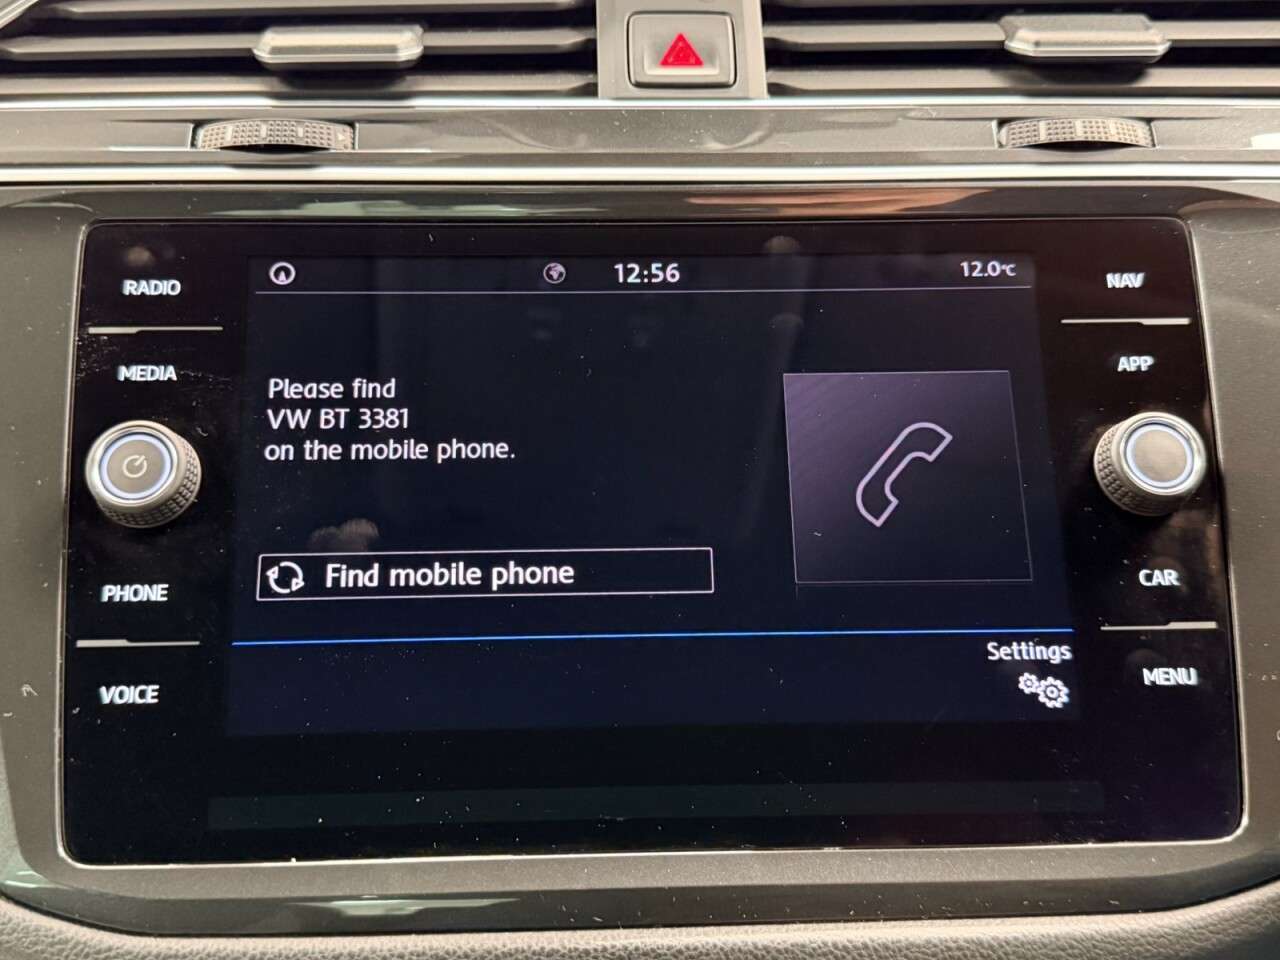 12:56
12.0°C
RADIO
NAV
MEDIA
APP
Please find
VW BT 3381
on the mobile phone.
Find mobile phone
PHONE
CAR
Settings
VOICE
MENU